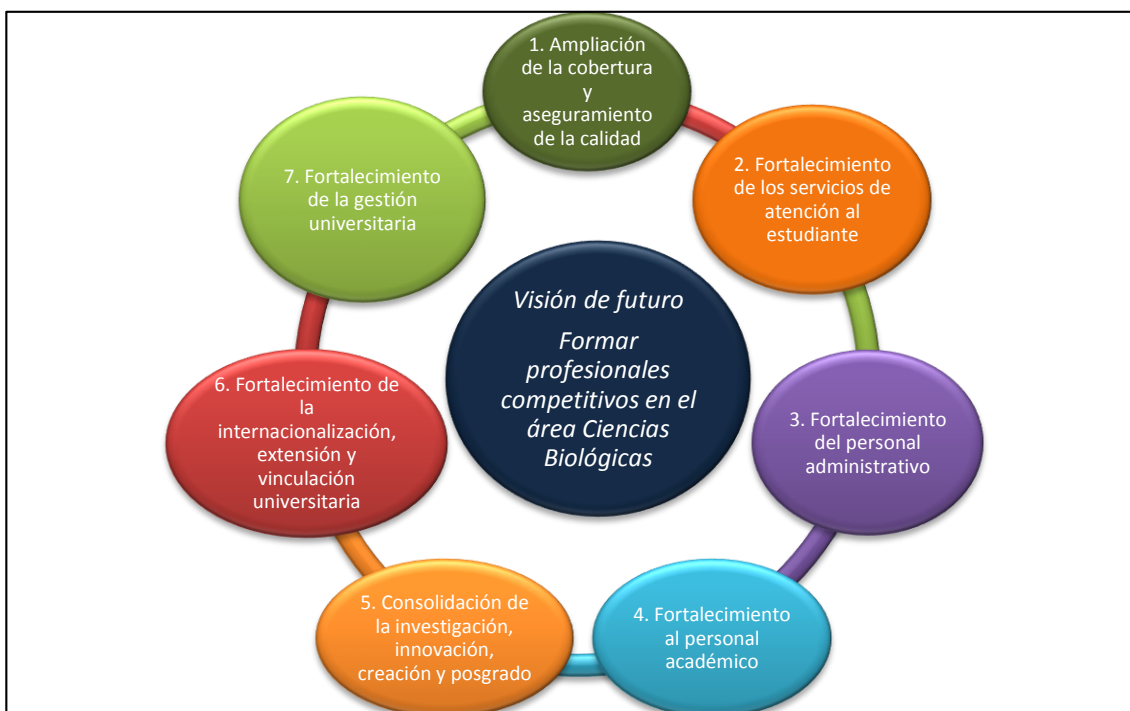 1. Ampliación
de la cobertura
y
aseguramiento
de la calidad
2. Fortalecimiento
de los servicios de
atención al
estudiante
3. Fortalecimiento
del personal
administrativo
4. Fortalecimiento
al personal
académico
5. Consolidación de
la investigación,
innovación,
creación y posgrado
6. Fortalecimiento de
la
internacionalización,
extensión y
vinculación
universitaria
7. Fortalecimiento
de la gestión
universitaria
Visión de futuro
Formar
profesionales
competitivos en el
área Ciencias
Biológicas